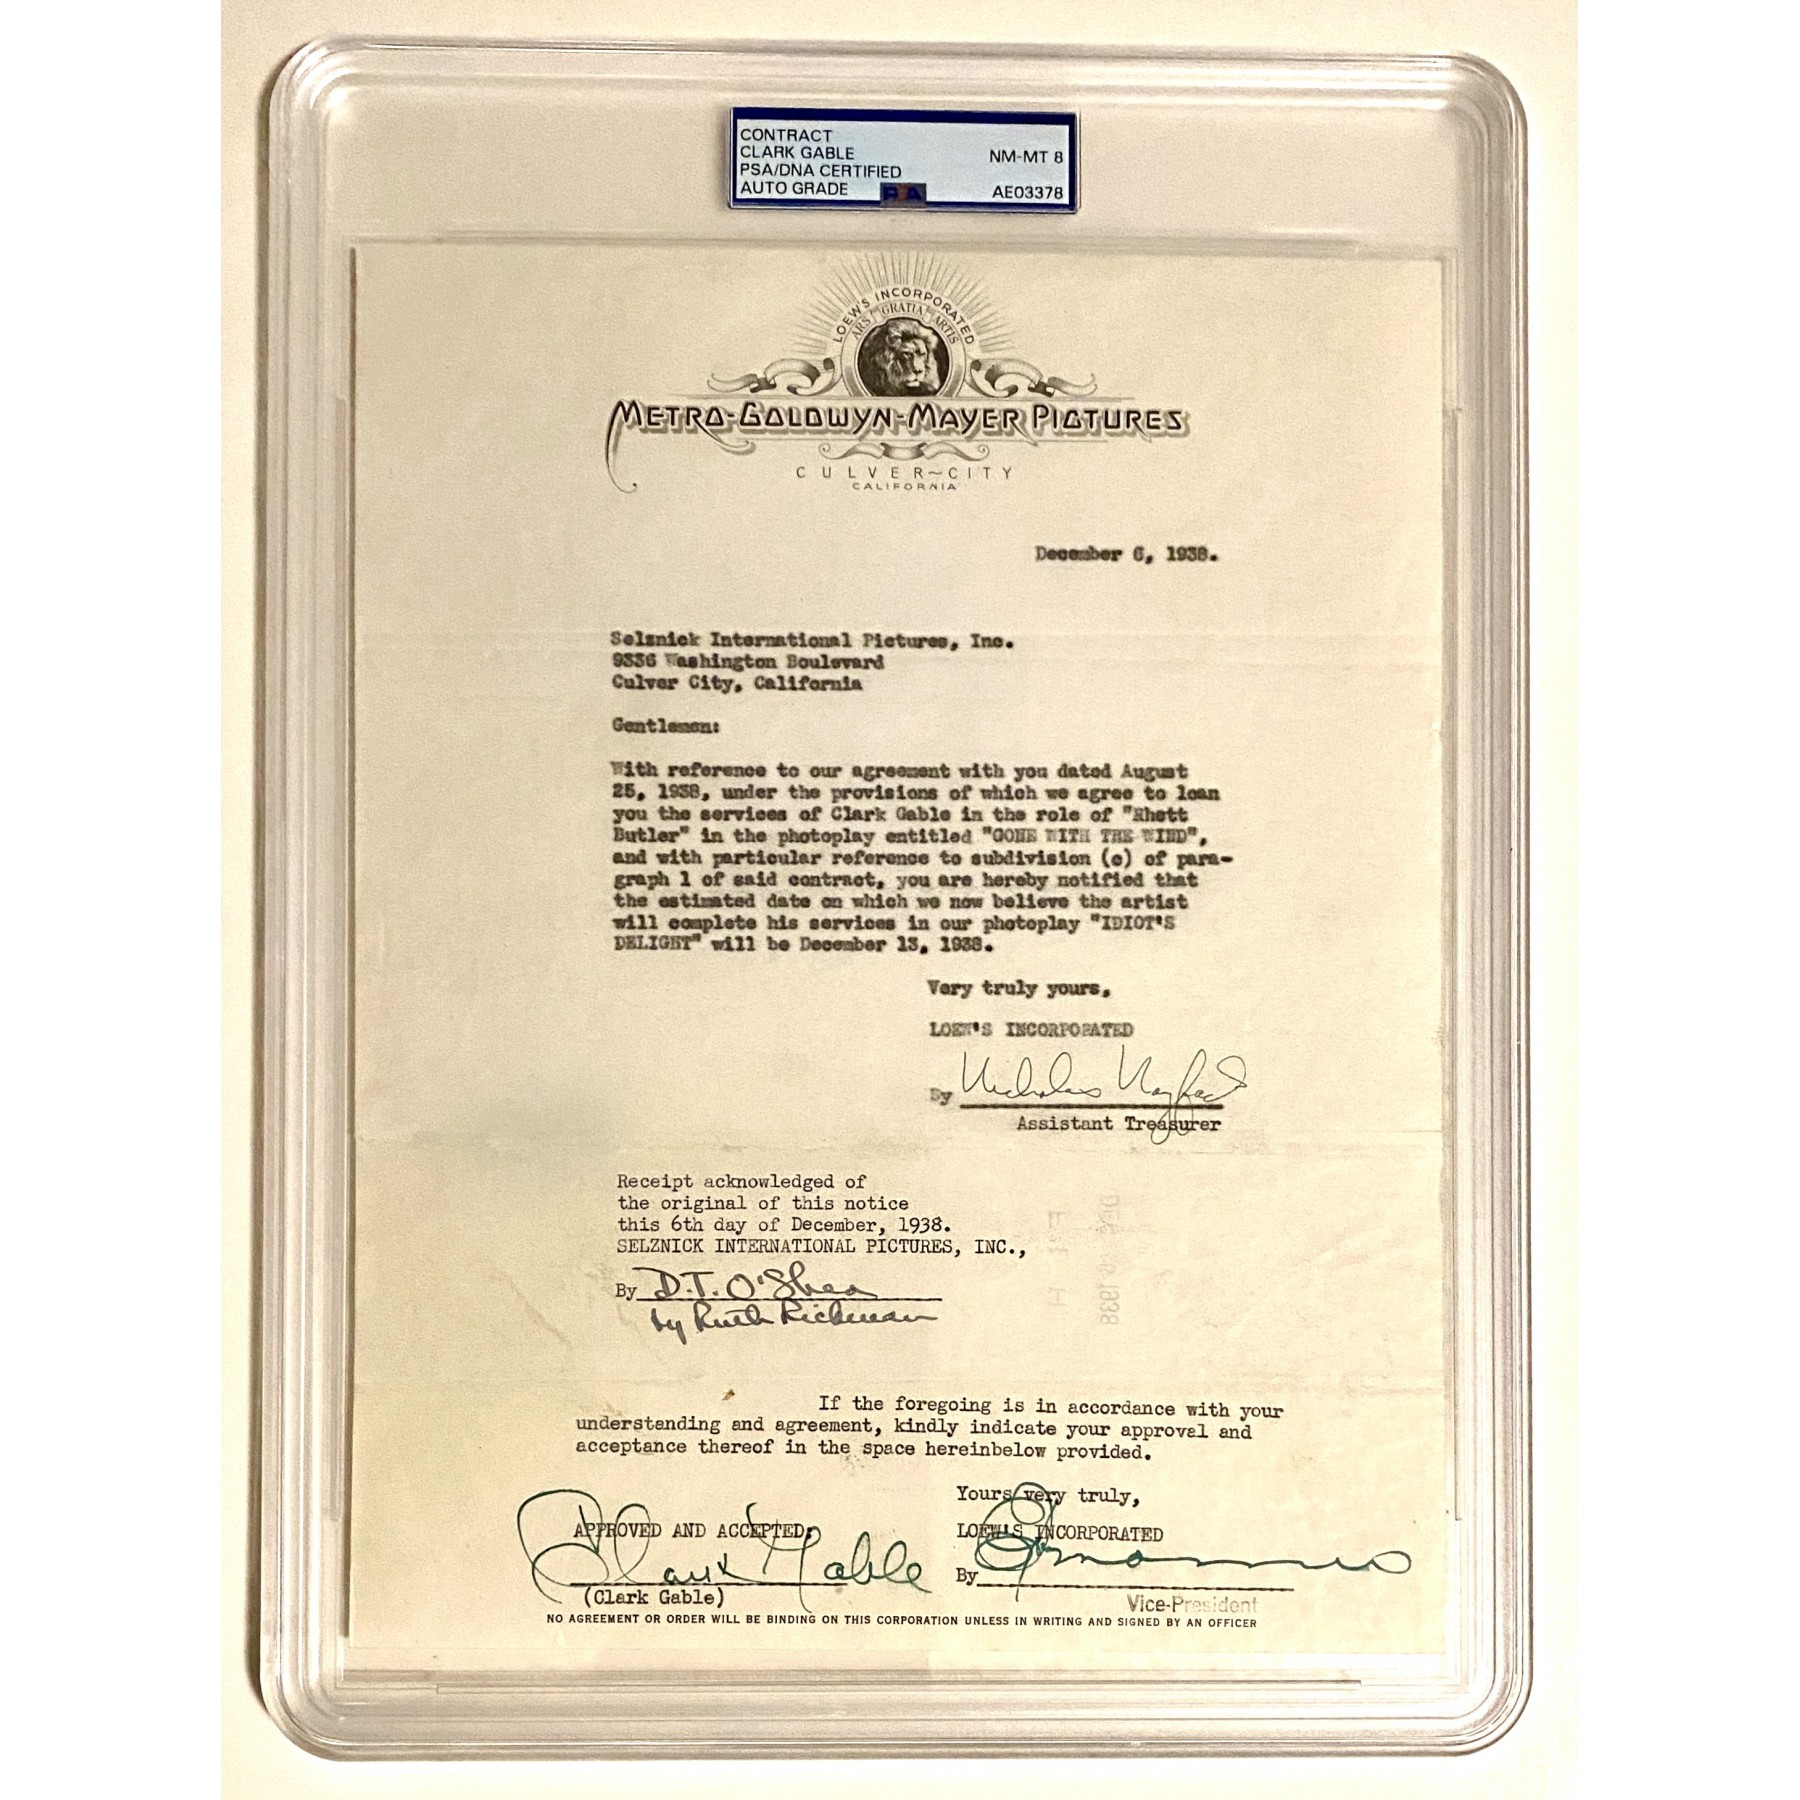 CONTRACT
CLARK GABLE
PSA/DNA CERTIFIED
AUTO GRADE
NM-MT 8
AE03378
PSA
LOEW'S INCORPORATED
ARS GRATIA ARTIS
METRO-GOLDWYN-MAYER PICTURES
CULVER~CITY
CALIFORNIA
December 6, 1938.
Selznick International Pictures, Inc.
9336 Washington Boulevard
Culver City, California
Gentlemen:
With reference to our agreement with you dated August
25, 1938, under the provisions of which we agree to loan
you the services of Clark Gable in the role of "Rhett
Butler" in the photoplay entitled "GONE WITH THE WIND",
and with particular reference to subdivision (c) of para-
graph 1 of said contract, you are hereby notified that
the estimated date on which we now believe the artist
will complete his services in our photoplay "IDIOT'S
DELIGHT" will be December 13, 1938.
Very truly yours,
LOEW'S INCORPORATED
By Nicholas Nayfack
Assistant Treasurer
Receipt acknowledged of
the original of this notice
this 6th day of December, 1938.
SELZNICK INTERNATIONAL PICTURES, INC.,
By D.T. O'Shea
by Ruth Rickman
DEC 6 1938
If the foregoing is in accordance with your
understanding and agreement, kindly indicate your approval and
acceptance thereof in the space hereinbelow provided.
Yours very truly,
APPROVED AND ACCEPTED:
LOEW'S INCORPORATED
Clark Gable
By
(Clark Gable)
Vice-President
NO AGREEMENT OR ORDER WILL BE BINDING ON THIS CORPORATION UNLESS IN WRITING AND SIGNED BY AN OFFICER